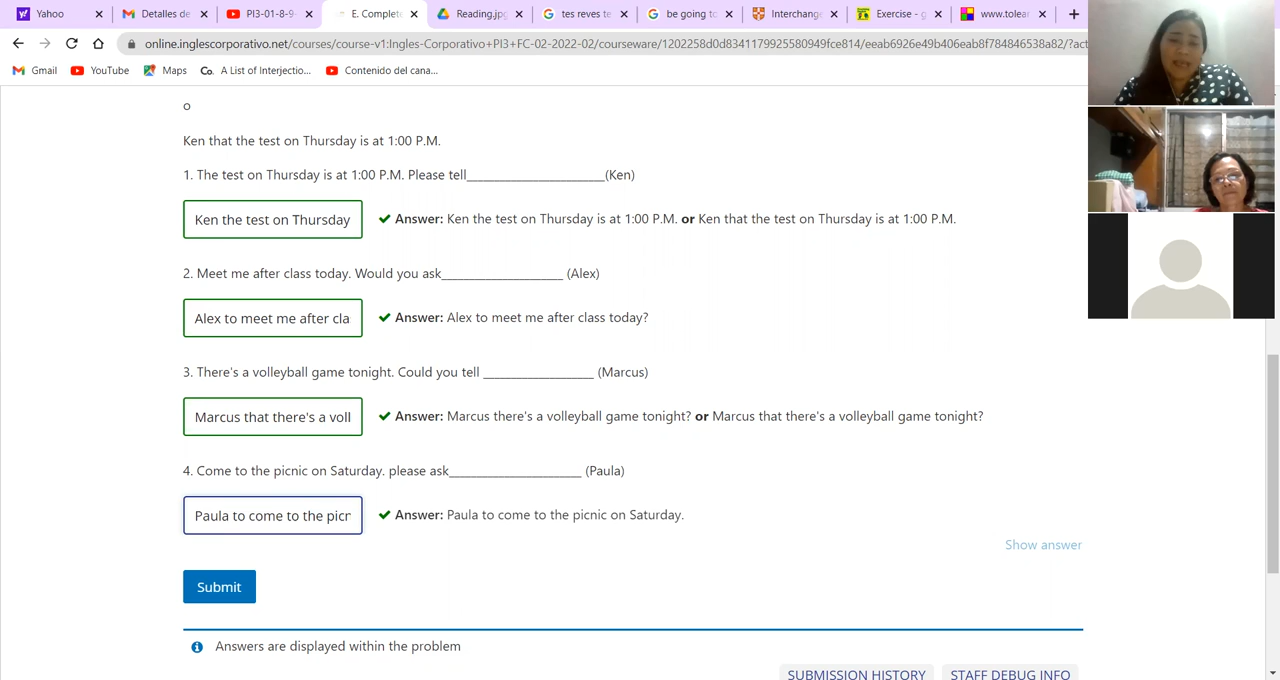 Yahoo
Detalles de
PI3-01-8-9-
E. Complete
Reading.jpg
tes reves te
be going to
Interchange
Exercise - g
www.tolear
online.inglescorporativo.net/courses/course-v1:Ingles-Corporativo+PI3+FC-02-2022-02/courseware/1202258d0d8341179925580949fce814/eeab6926e49b406eab8f784846538a82/?act
Gmail
YouTube
Maps
Co. A List of Interjectio...
Contenido del cana...
o
Ken that the test on Thursday is at 1:00 P.M.
1. The test on Thursday is at 1:00 P.M. Please tell______________________(Ken)
Ken the test on Thursday
Answer: Ken the test on Thursday is at 1:00 P.M. or Ken that the test on Thursday is at 1:00 P.M.
2. Meet me after class today. Would you ask___________________ (Alex)
Alex to meet me after cla
Answer: Alex to meet me after class today?
3. There's a volleyball game tonight. Could you tell _________________ (Marcus)
Marcus that there's a voll
Answer: Marcus there's a volleyball game tonight? or Marcus that there's a volleyball game tonight?
4. Come to the picnic on Saturday. please ask____________________ (Paula)
Paula to come to the picr
Answer: Paula to come to the picnic on Saturday.
Show answer
Submit
Answers are displayed within the problem
SUBMISSION HISTORY
STAFF DEBUG INFO